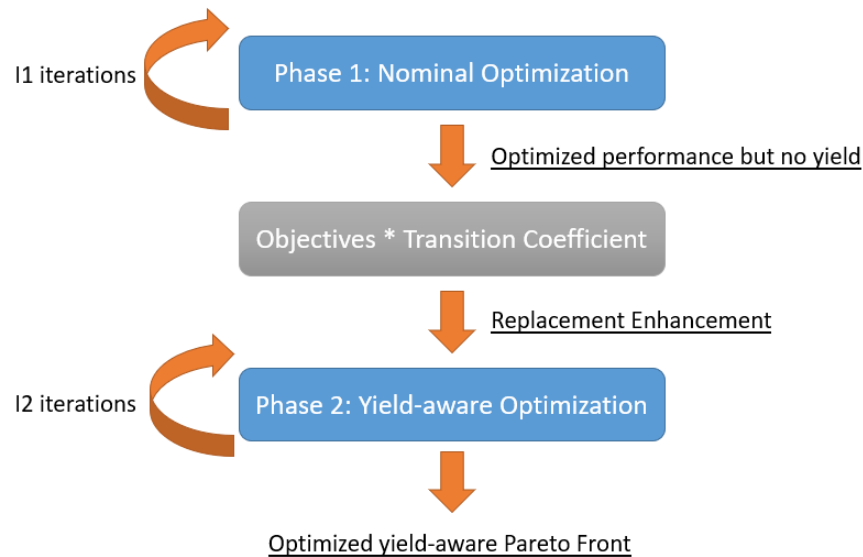 I1 iterations
Phase 1: Nominal Optimization
Optimized performance but no yield
Objectives * Transition Coefficient
Replacement Enhancement
I2 iterations
Phase 2: Yield-aware Optimization
Optimized yield-aware Pareto Front